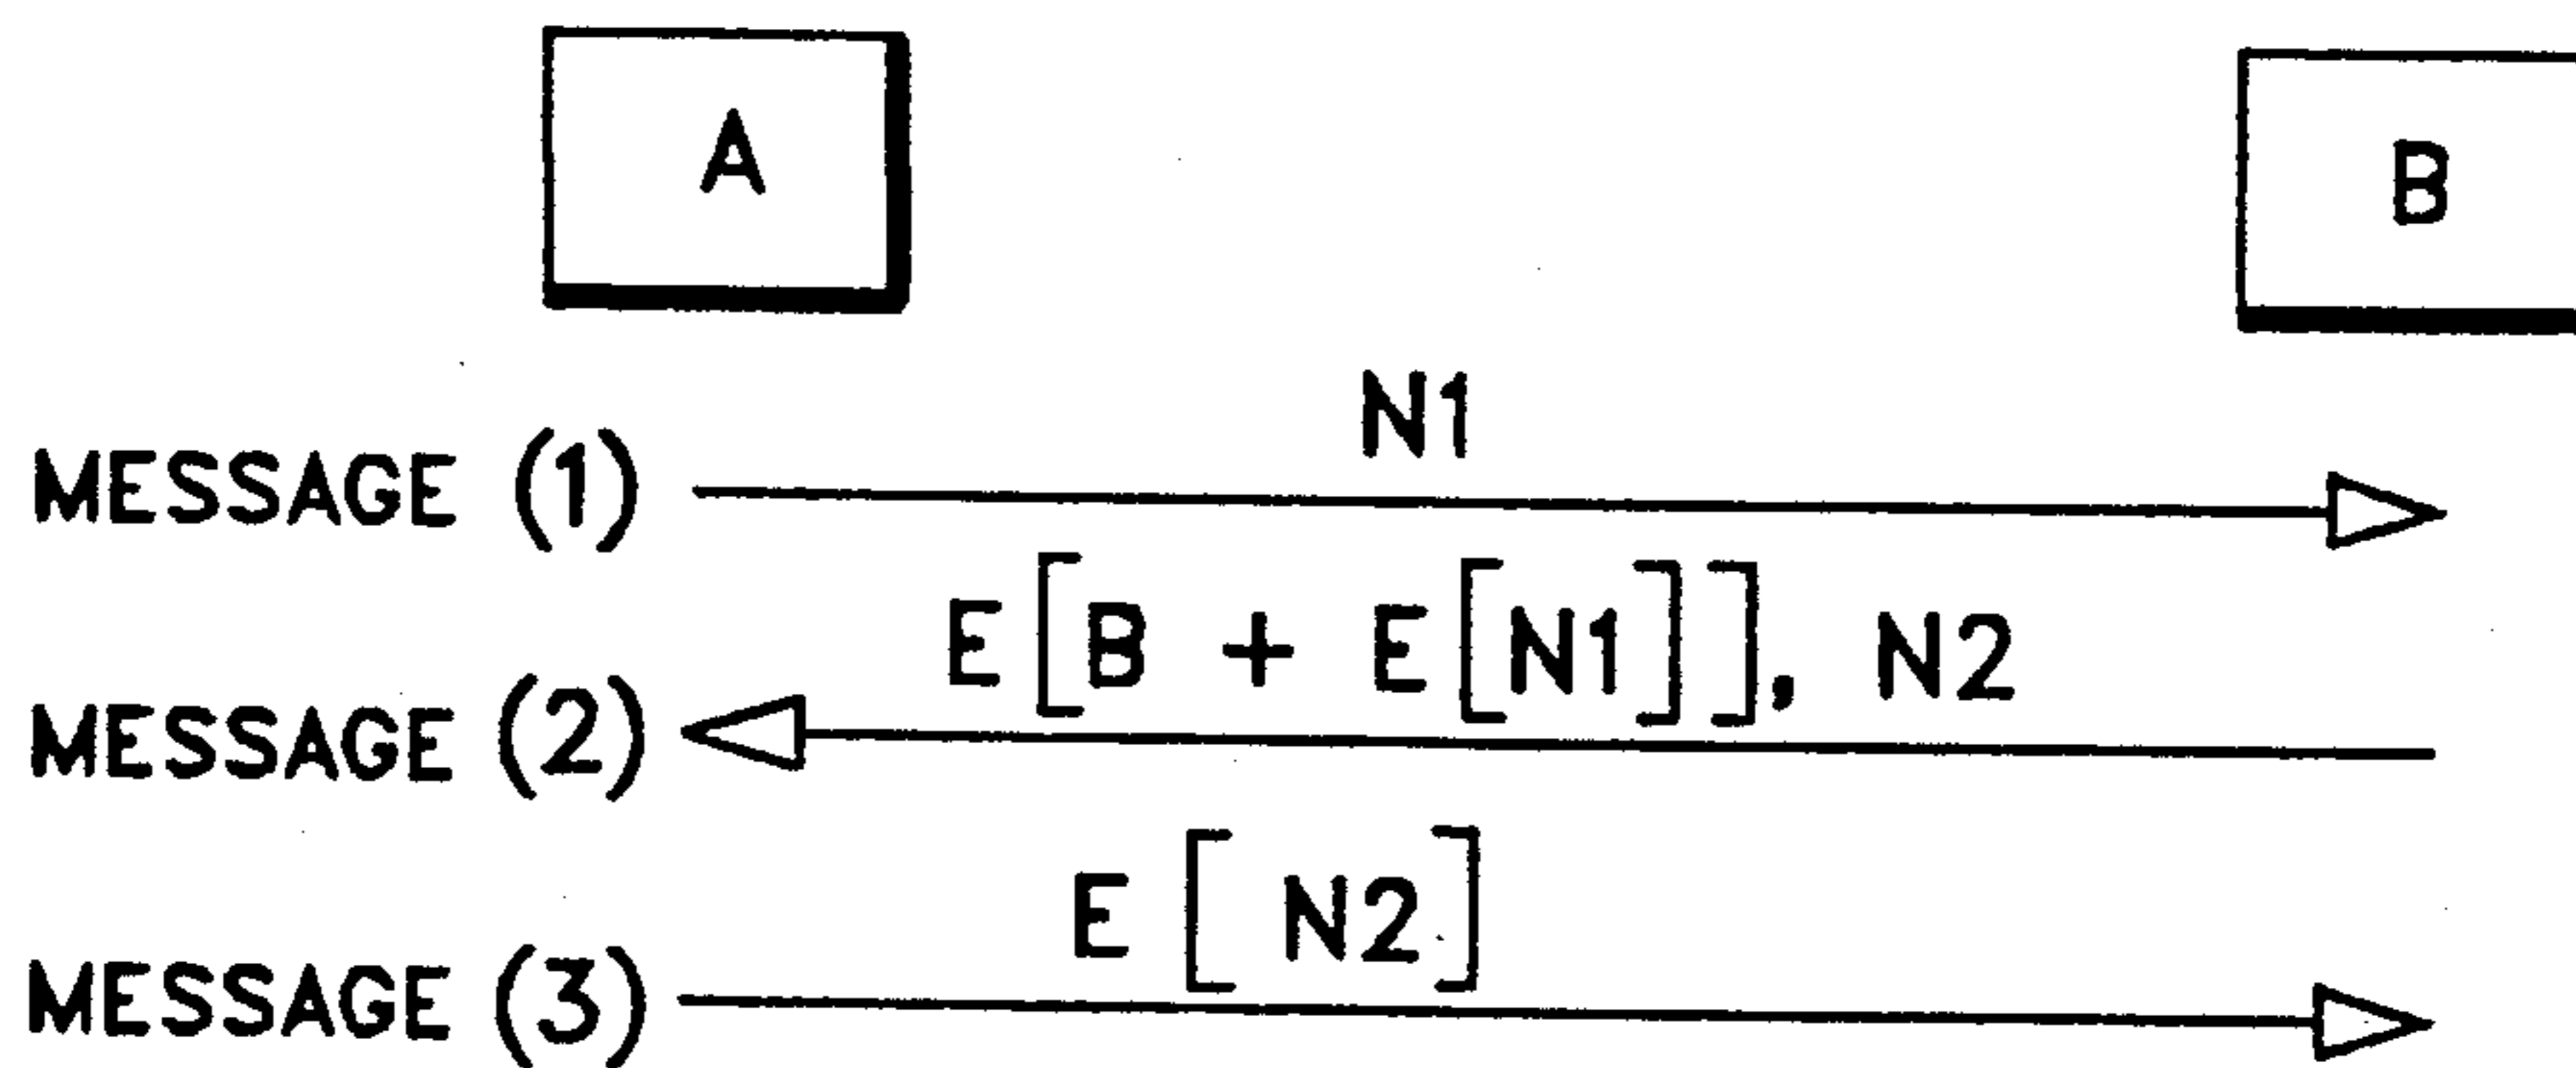 A
B
N1
MESSAGE (1)
E[B + E[N1]], N2
MESSAGE (2)
E [ N2 ]
MESSAGE (3)